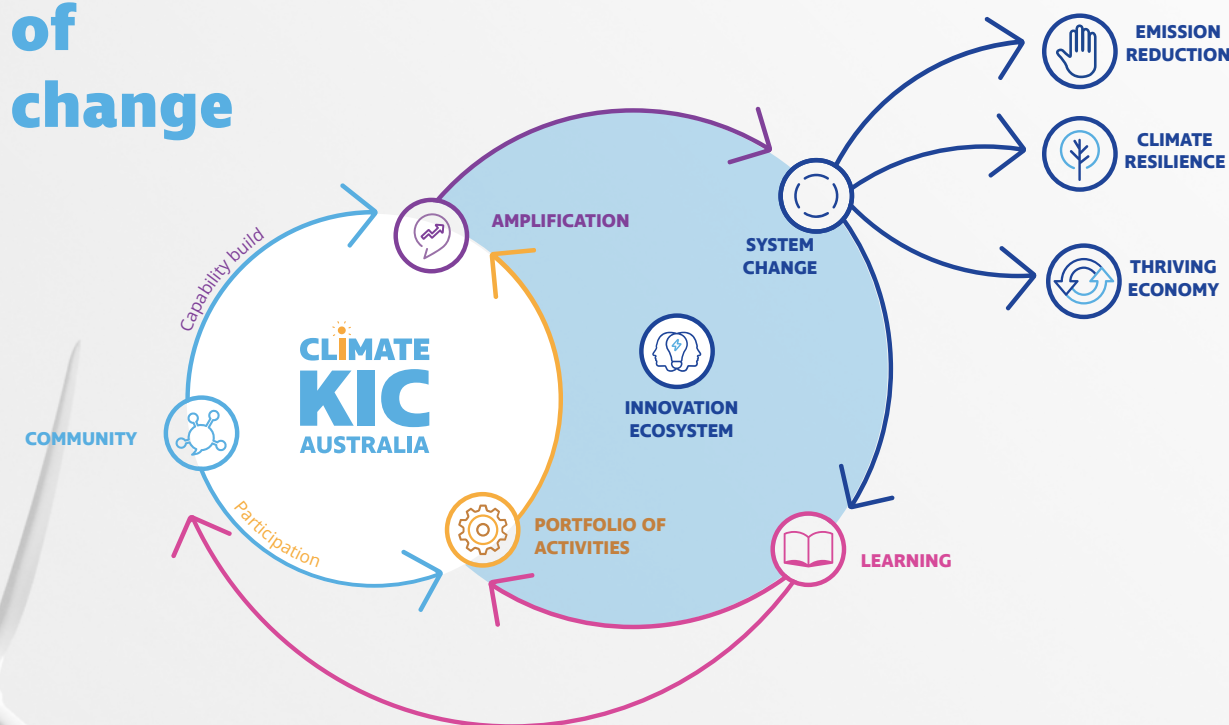 of
change
EMISSION
REDUCTION
CLIMATE
RESILIENCE
THRIVING
ECONOMY
AMPLIFICATION
SYSTEM
CHANGE
Capability build
CLIMATE
KIC
AUSTRALIA
INNOVATION
ECOSYSTEM
COMMUNITY
Participation
PORTFOLIO OF
ACTIVITIES
LEARNING